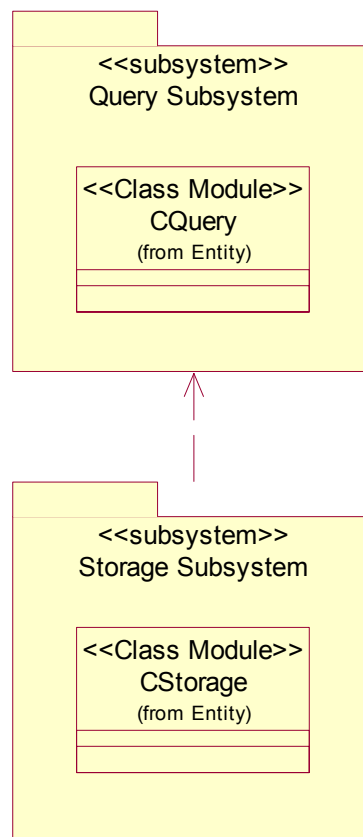 <<subsystem>>
Query Subsystem
<<Class Module>>
CQuery
(from Entity)
<<subsystem>>
Storage Subsystem
<<Class Module>>
CStorage
(from Entity)